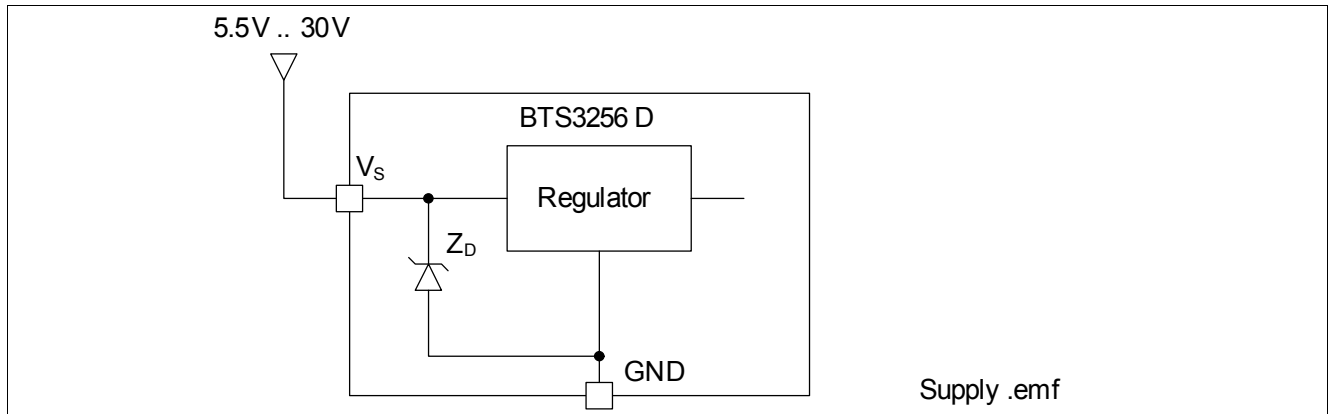 5.5V .. 30V
BTS3256 D
VS
Regulator
ZD
GND
Supply .emf